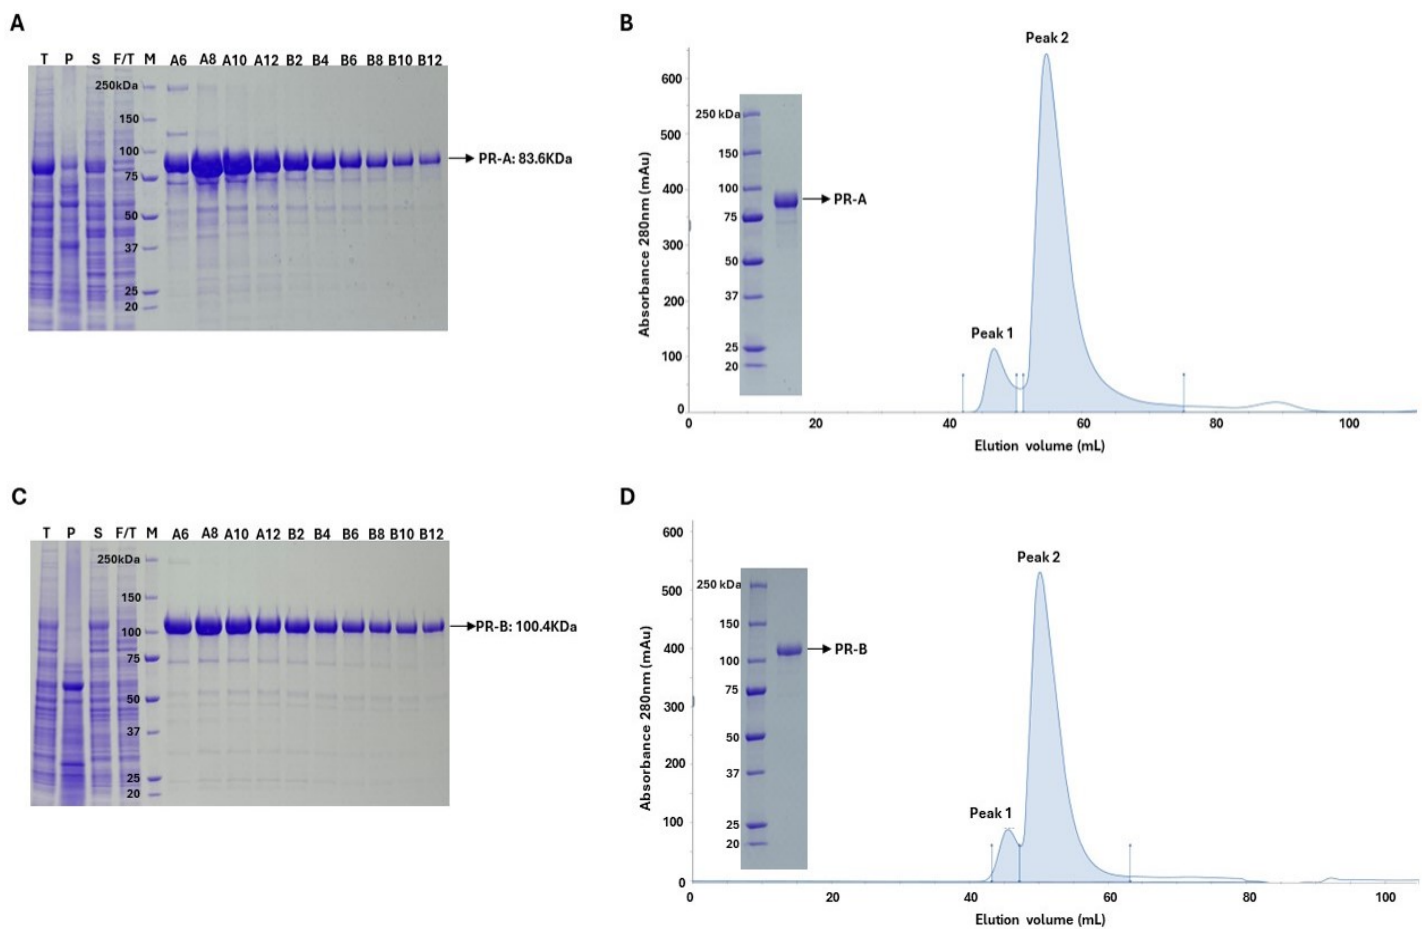 A
T P S F/T M A6 A8 A10 A12 B2 B4 B6 B8 B10 B12
250kDa
150
100
75
50
37
25
20
PR-A: 83.6KDa
B
Peak 2
Peak 1
600
500
400
300
200
100
0
Absorbance 280nm (mAu)
250 kDa
150
100
75
50
37
25
20
PR-A
0 20 40 60 80 100
Elution volume (mL)
C
T P S F/T M A6 A8 A10 A12 B2 B4 B6 B8 B10 B12
250kDa
150
100
75
50
37
25
20
PR-B: 100.4KDa
D
Peak 2
Peak 1
600
500
400
300
200
100
0
Absorbance 280nm (mAu)
250 kDa
150
100
75
50
37
25
20
PR-B
0 20 40 60 80 100
Elution volume (mL)